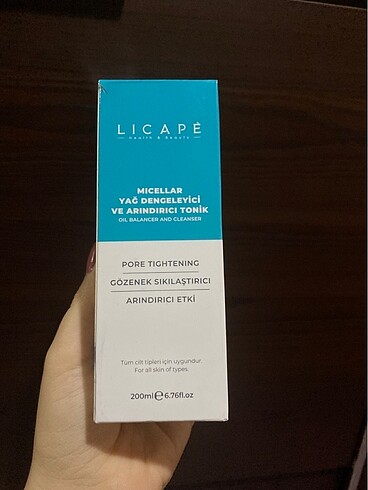 LICAPÈ
Health & Beauty
MICELLAR
YAĞ DENGELEYİCİ
VE ARINDIRICI TONİK
OIL BALANCER AND CLEANSER
PORE TIGHTENING
GÖZENEK SIKILAŞTIRICI
ARINDIRICI ETKİ
Tüm cilt tipleri için uygundur.
For all skin of types.
200ml℮6.76fl.oz